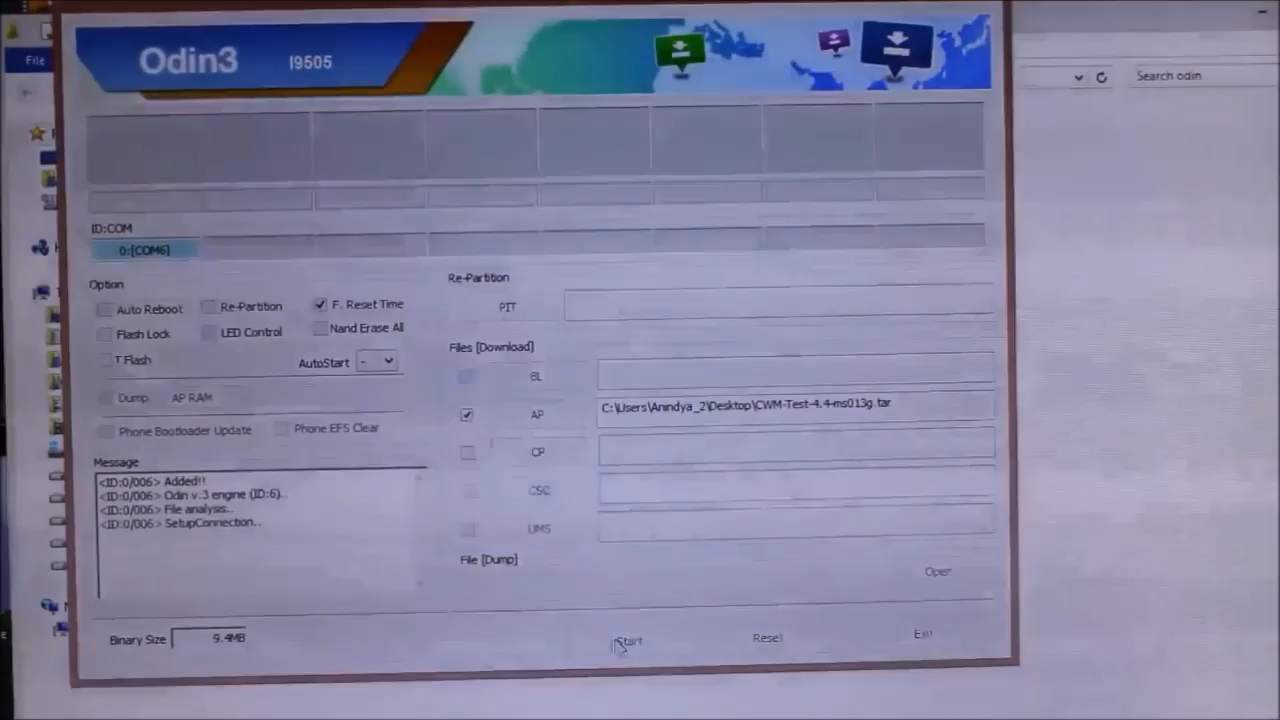 File
Odin3 I9505
Search odin
ID:COM
0:[COM6]
Option
Auto Reboot Re-Partition F. Reset Time
Flash Lock LED Control Nand Erase All
T Flash AutoStart -
Dump AP RAM
Phone Bootloader Update Phone EFS Clear
Message
<ID:0/006> Added!!
<ID:0/006> Odin v.3 engine (ID:6)..
<ID:0/006> File analysis..
<ID:0/006> SetupConnection..
Re-Partition
PIT
Files [Download]
BL
AP C:\Users\Anindya_2\Desktop\CWM-Test-4.4-ms013g.tar
CP
CSC
UMS
File [Dump]
Open
Binary Size 9.4MB
Start Reset Exit